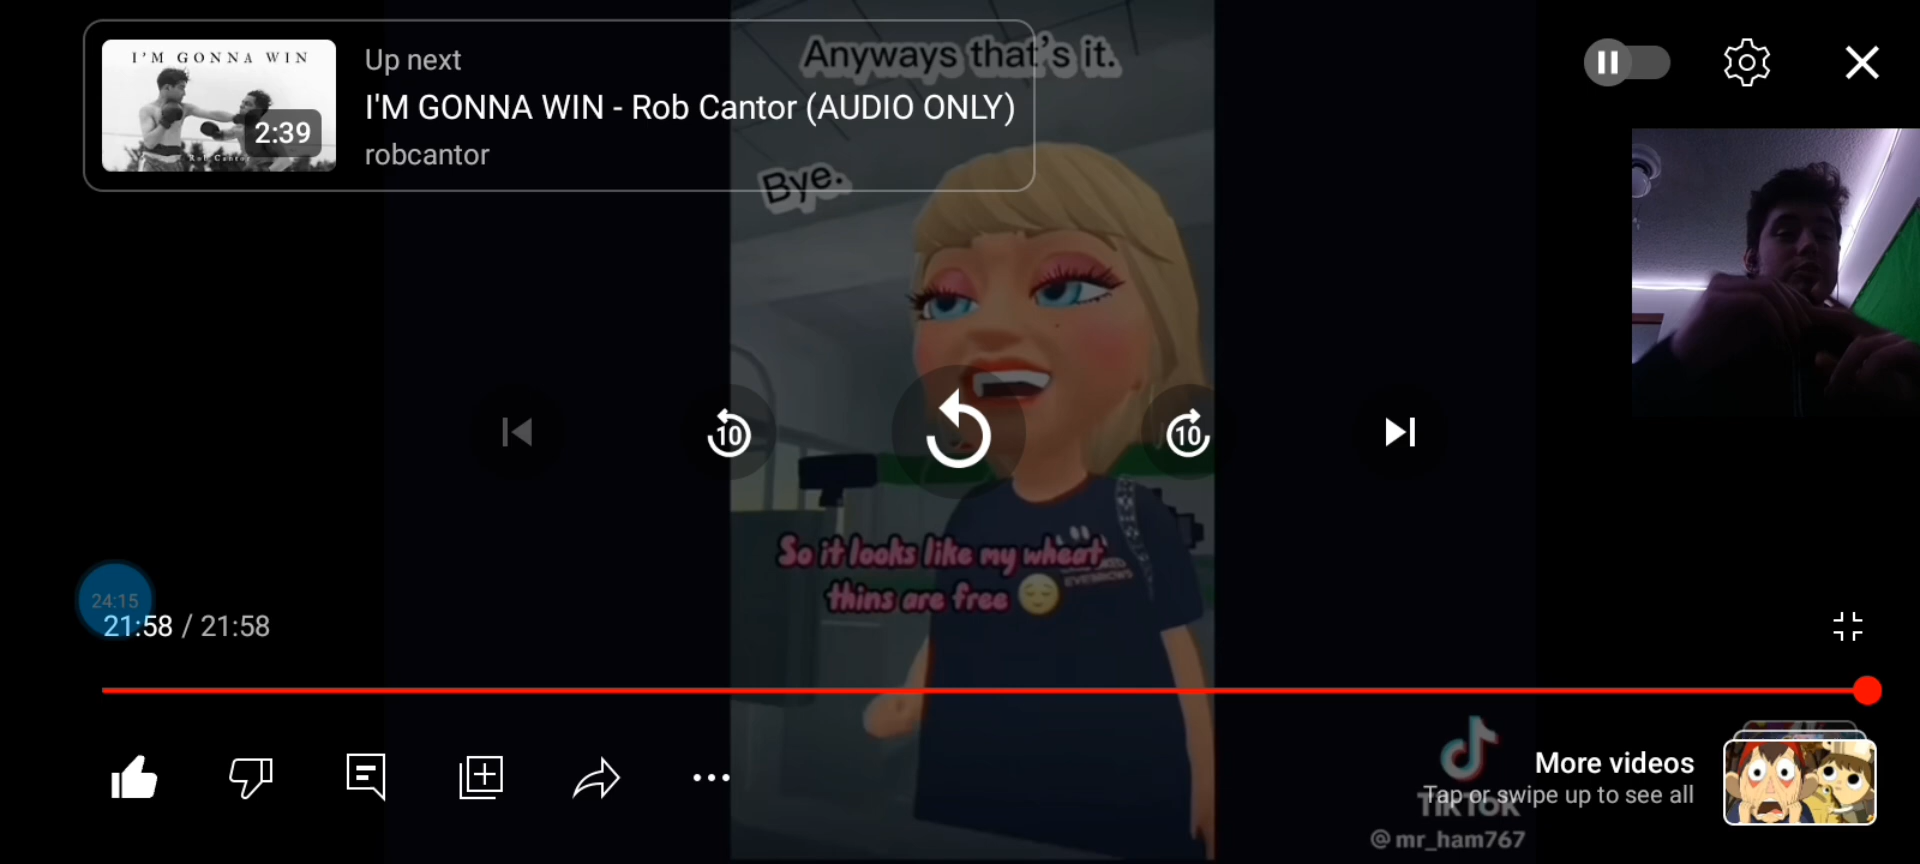 I'M GONNA WIN
Rob Cantor
2:39
Up next
I'M GONNA WIN - Rob Cantor (AUDIO ONLY)
robcantor
Anyways that's it.
Bye.
10
10
So it looks like my wheat
thins are free
24:15
21:58 / 21:58
More videos
Tap or swipe up to see all
TikTok
@mr_ham767